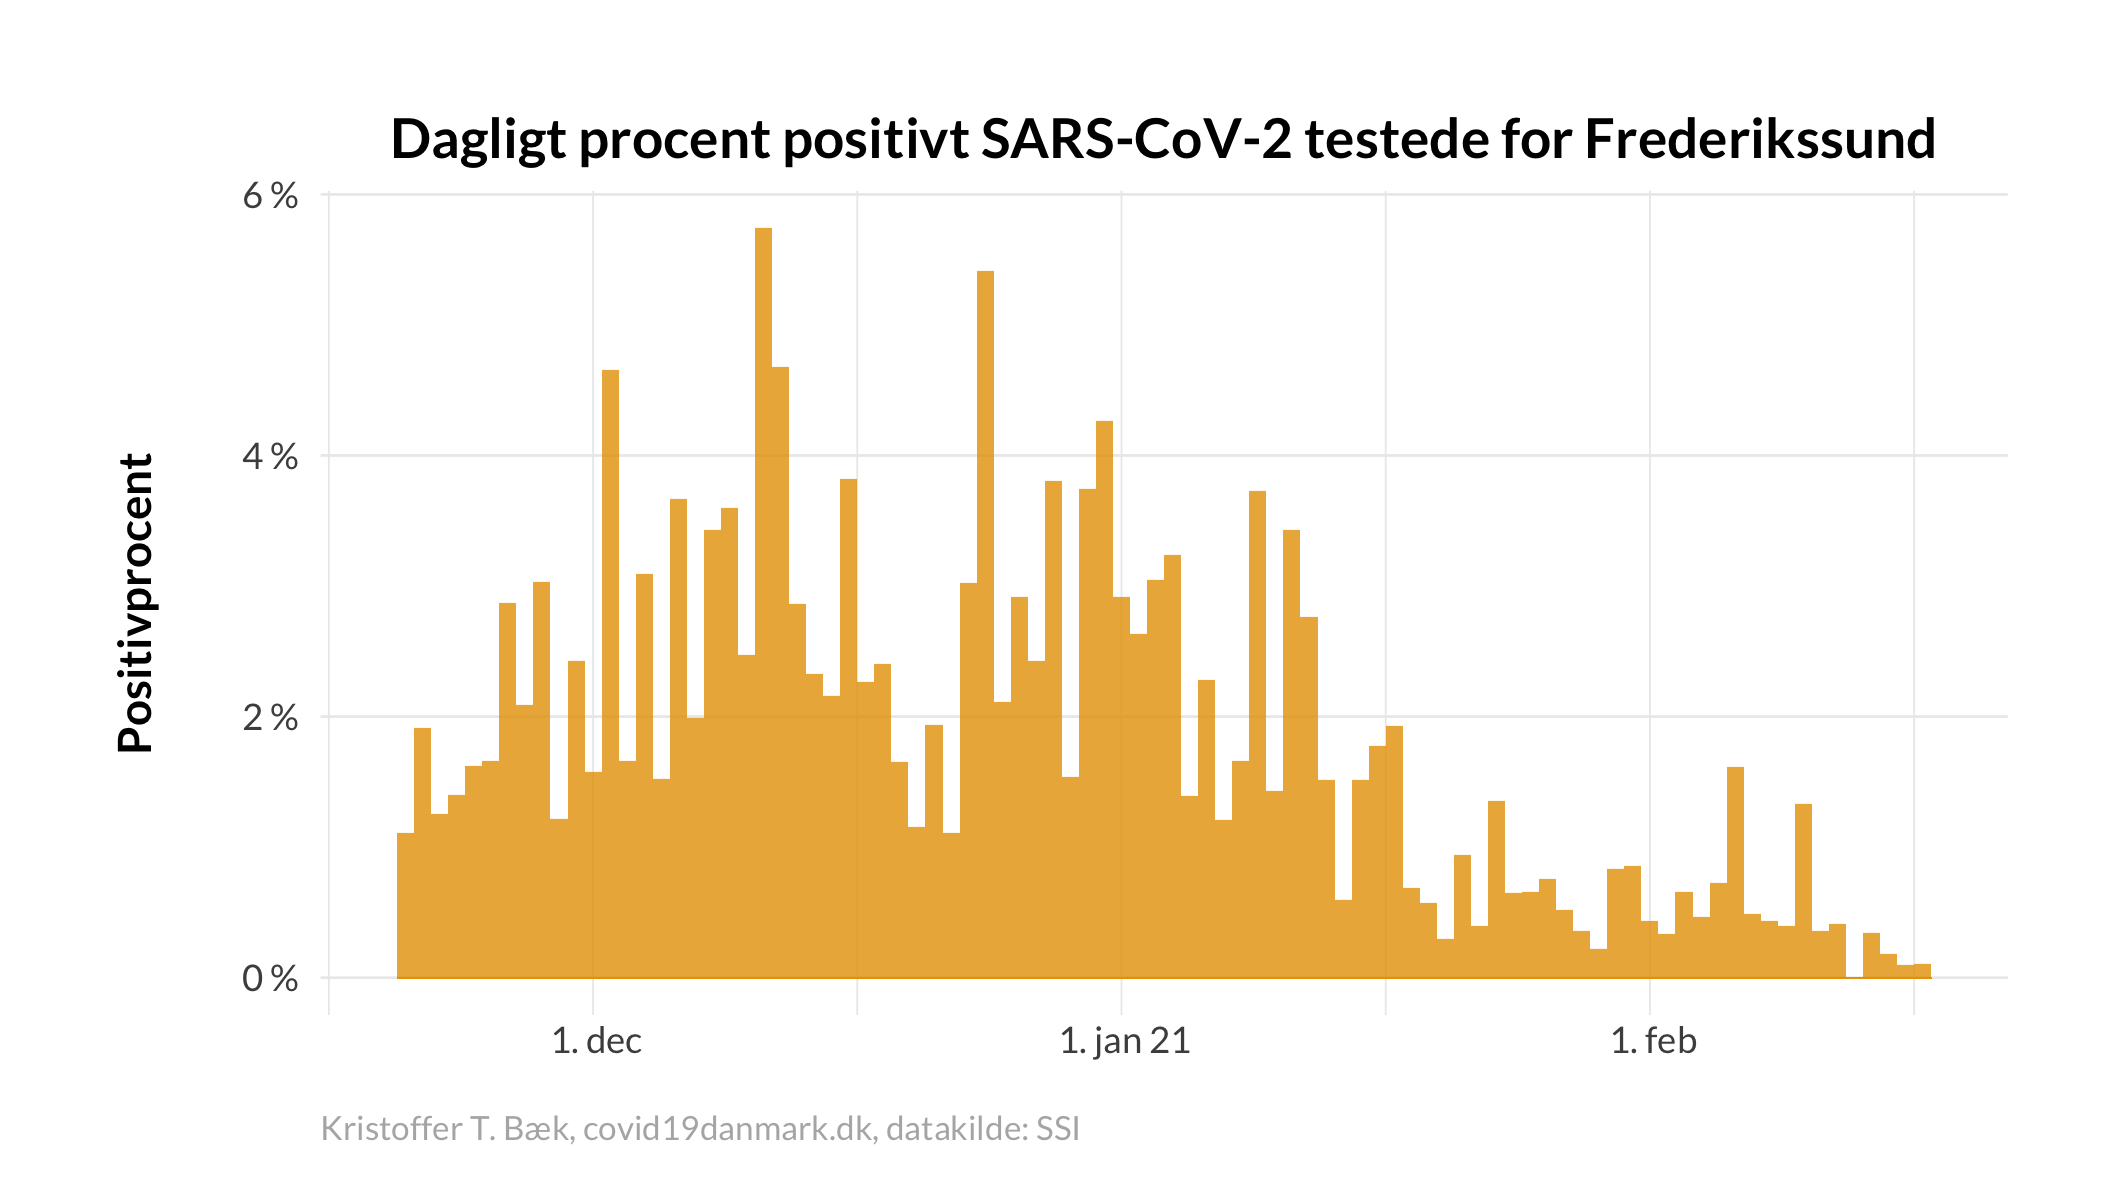 Dagligt procent positivt SARS-CoV-2 testede for Frederikssund
6 %
4 %
2 %
0 %
Positivprocent
1. dec
1. jan 21
1. feb
Kristoffer T. Bæk, covid19danmark.dk, datakilde: SSI